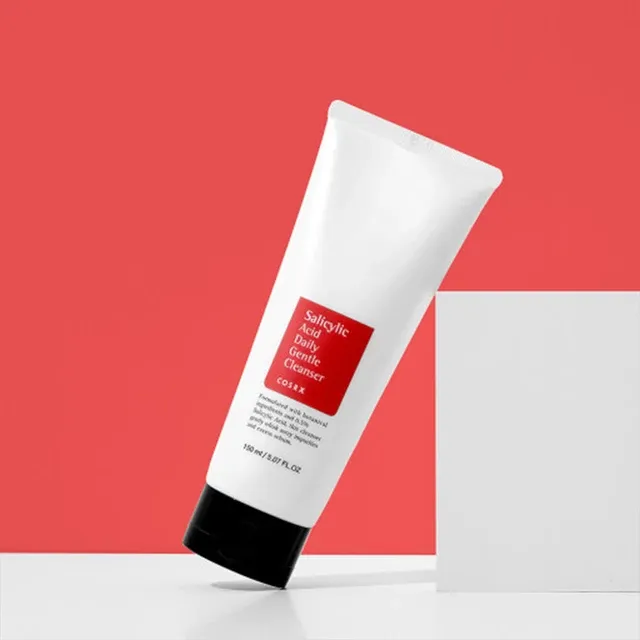 Salicylic
Acid
Daily
Gentle
Cleanser
COSRX
Formulated with botanical
ingredients and 0.5%
Salicylic Acid, this cleanser
gently whisk away impurities
and excess sebum.
150 ml / 5.07 FL.OZ